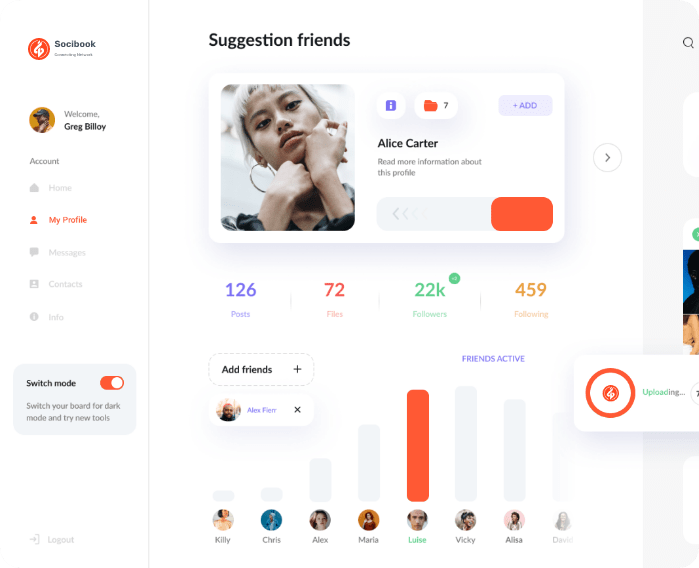 Socibook
Connecting Network
Welcome,
Greg Billoy
Account
Home
My Profile
Messages
Contacts
Info
Switch mode
Switch your board for dark
mode and try new tools
Logout
Suggestion friends
7
+ ADD
Alice Carter
Read more information about
this profile
126
Posts
72
Files
22k
Followers
459
Following
Add friends +
Alex Fierr
FRIENDS ACTIVE
Killy
Chris
Alex
Maria
Luise
Vicky
Alisa
David
Uploading...